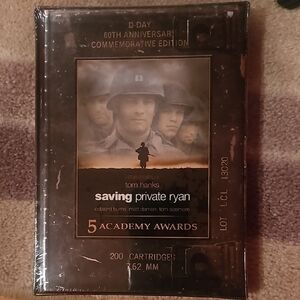 D-DAY
60TH ANNIVERSARY
COMMEMORATIVE EDITION
tom hanks
saving private ryan
edward burns matt damon tom sizemore
5 ACADEMY AWARDS
200 CARTRIDGES
7.62 MM
LOT L.C.L. 13C20